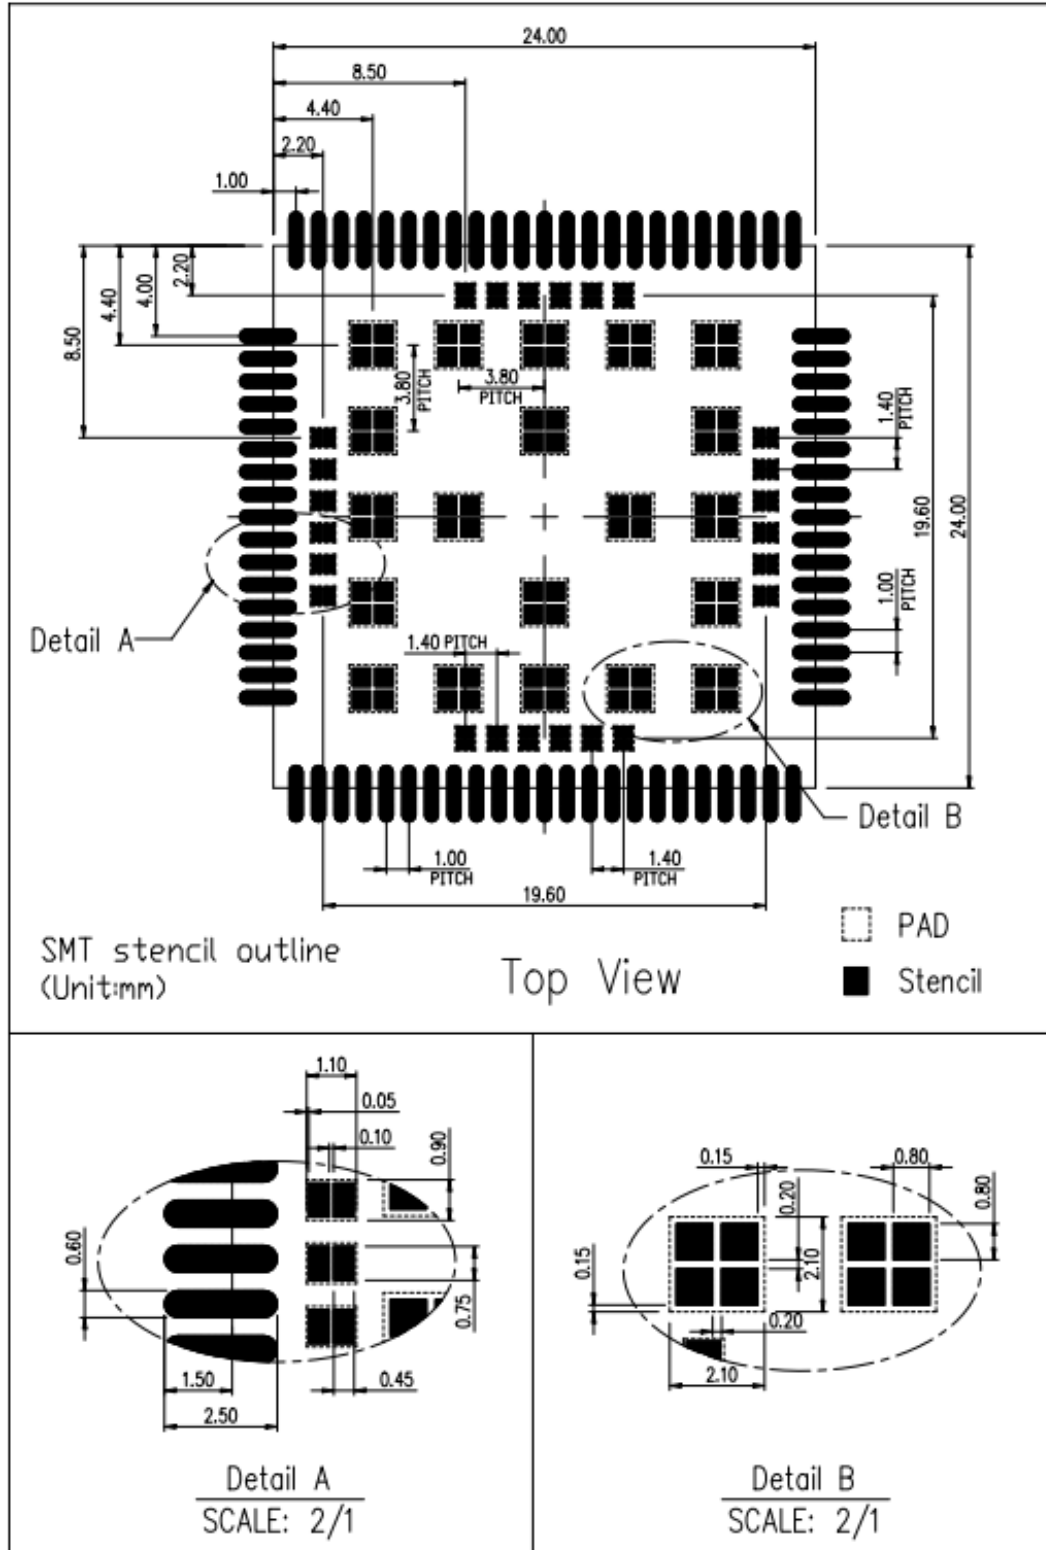 24.00
8.50
4.40
2.20
1.00
2.20
4.00
4.40
8.50
3.80
PITCH
3.80
PITCH
1.40
PITCH
19.60
24.00
1.00
PITCH
Detail A
1.40 PITCH
Detail B
1.00
PITCH
1.40
PITCH
19.60
PAD
SMT stencil outline
(Unit:mm)
Top View
Stencil
1.10
0.05
0.10
0.90
0.60
0.75
1.50
0.45
2.50
Detail A
SCALE: 2/1
0.15
0.80
0.20
0.80
2.10
0.15
0.20
2.10
Detail B
SCALE: 2/1